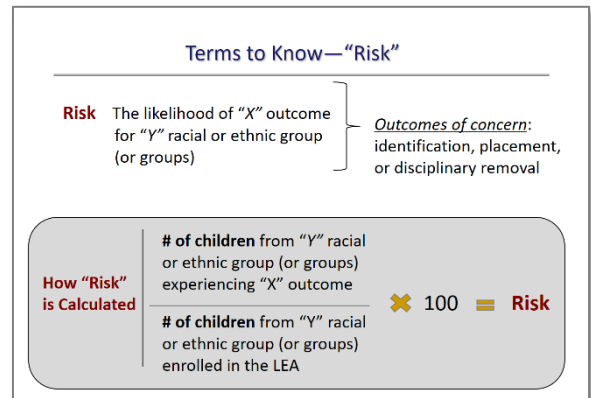 Terms to Know—“Risk”
Risk The likelihood of “X” outcome
for “Y” racial or ethnic group
(or groups)
Outcomes of concern:
identification, placement,
or disciplinary removal
How “Risk”
is Calculated
# of children from “Y” racial
or ethnic group (or groups)
experiencing “X” outcome
# of children from “Y” racial
or ethnic group (or groups)
enrolled in the LEA
× 100 = Risk